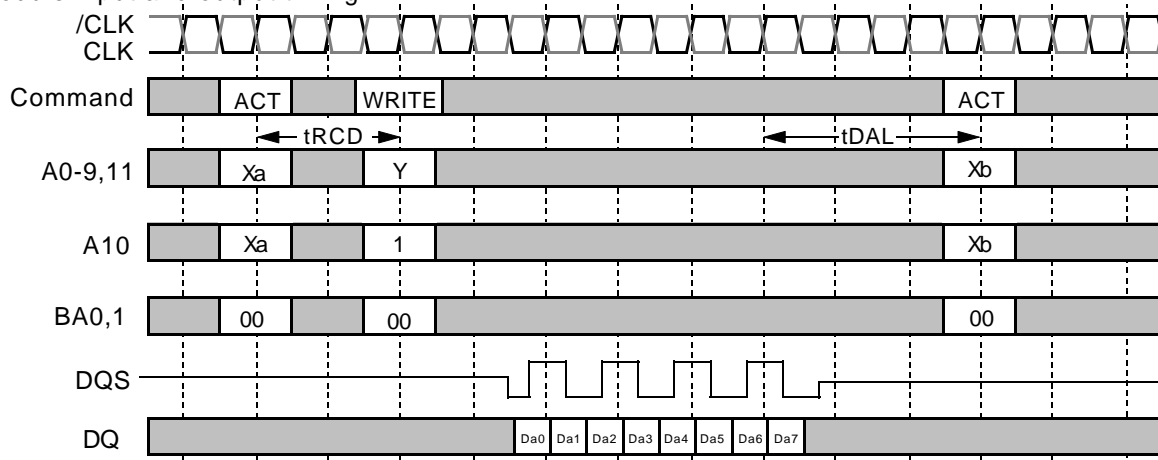 /CLK
CLK
Command ACT WRITE ACT
tRCD tDAL
A0-9,11 Xa Y Xb
A10 Xa 1 Xb
BA0,1 00 00 00
DQS
DQ Da0 Da1 Da2 Da3 Da4 Da5 Da6 Da7